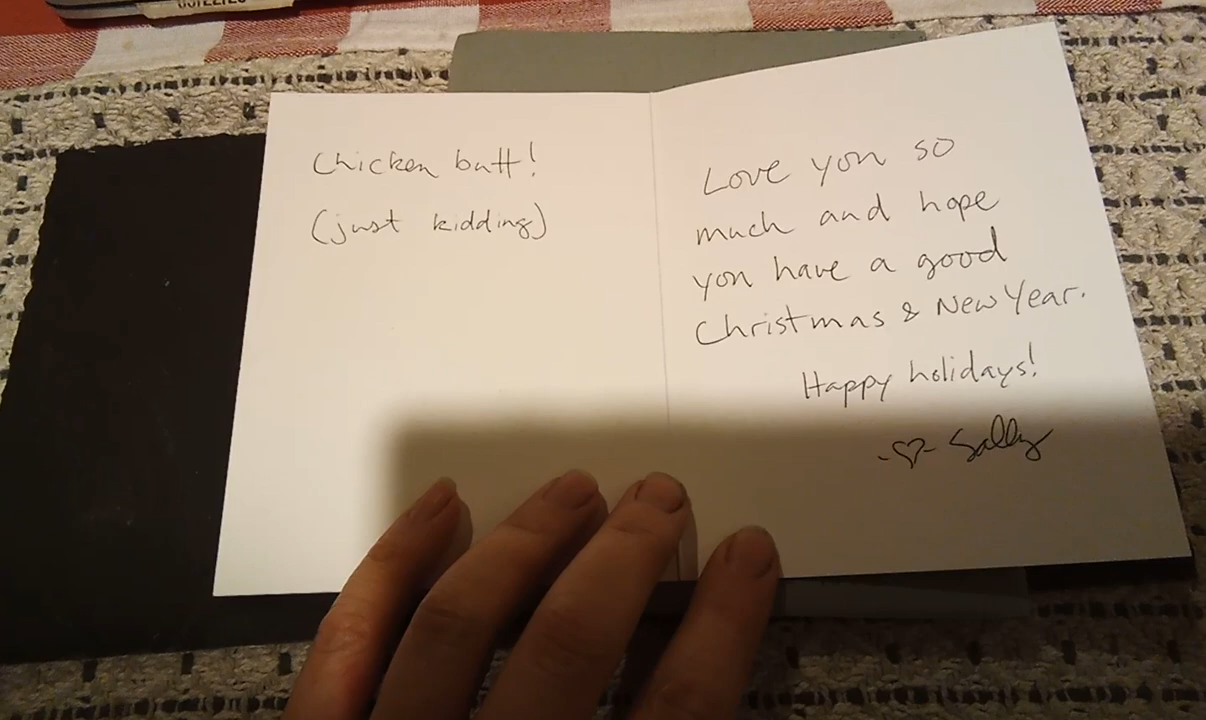 Chicken butt!
(just kidding)
Love you so
much and hope
you have a good
Christmas & New Year.
Happy holidays!
-♡- Sally